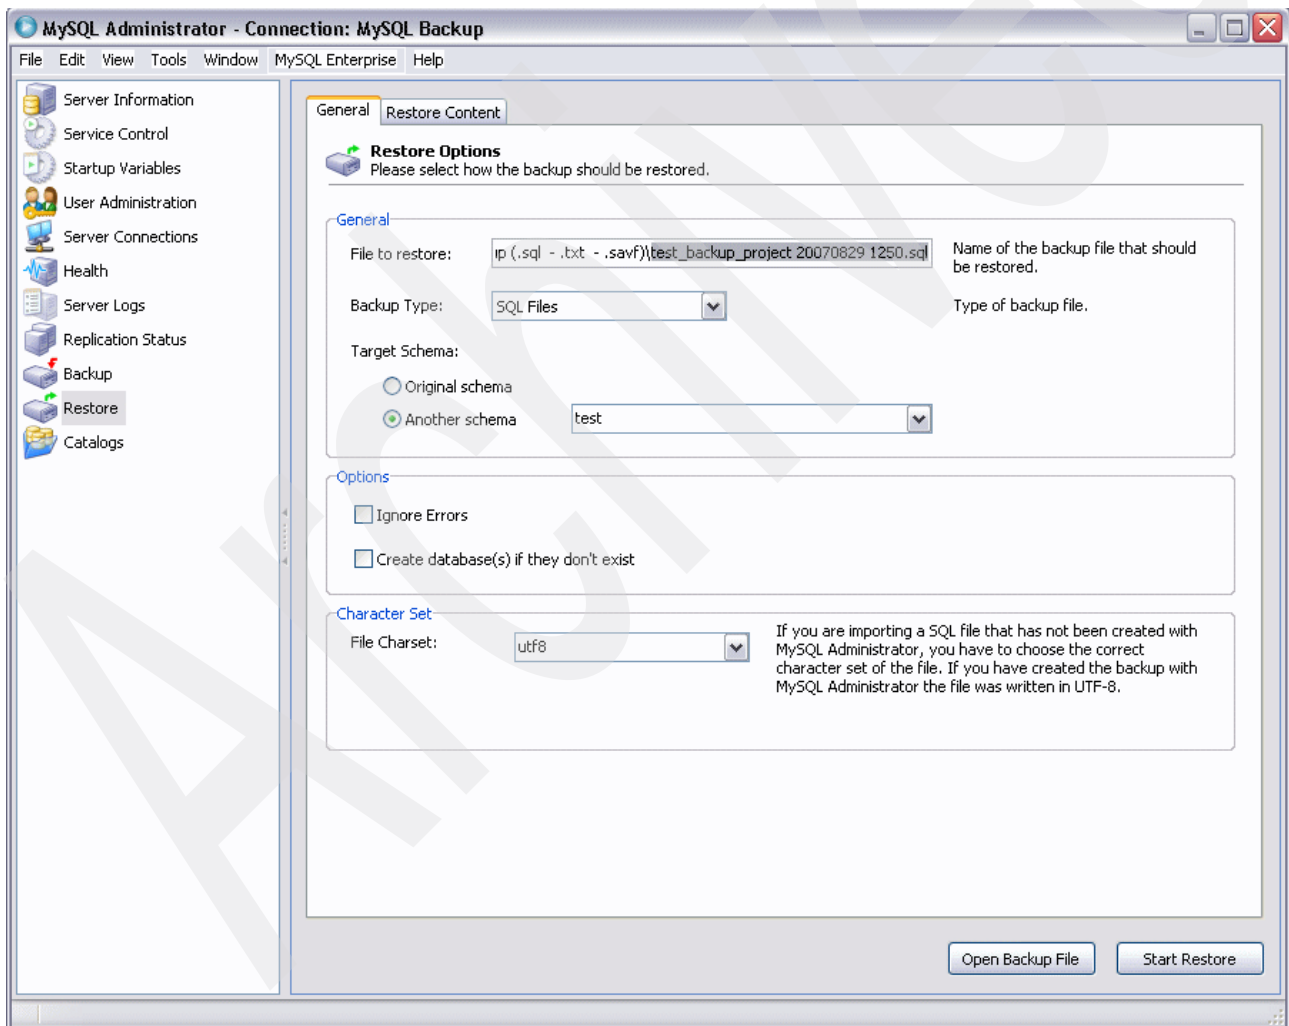 MySQL Administrator - Connection: MySQL Backup
File Edit View Tools Window MySQL Enterprise Help
Server Information
Service Control
Startup Variables
User Administration
Server Connections
Health
Server Logs
Replication Status
Backup
Restore
Catalogs
General Restore Content
Restore Options
Please select how the backup should be restored.
General
File to restore: ip (.sql - .txt - .savf)\test_backup_project 20070829 1250.sql
Name of the backup file that should
be restored.
Backup Type: SQL Files Type of backup file.
Target Schema:
Original schema
Another schema test
Options
Ignore Errors
Create database(s) if they don't exist
Character Set
File Charset: utf8
If you are importing a SQL file that has not been created with
MySQL Administrator, you have to choose the correct
character set of the file. If you have created the backup with
MySQL Administrator the file was written in UTF-8.
Open Backup File Start Restore